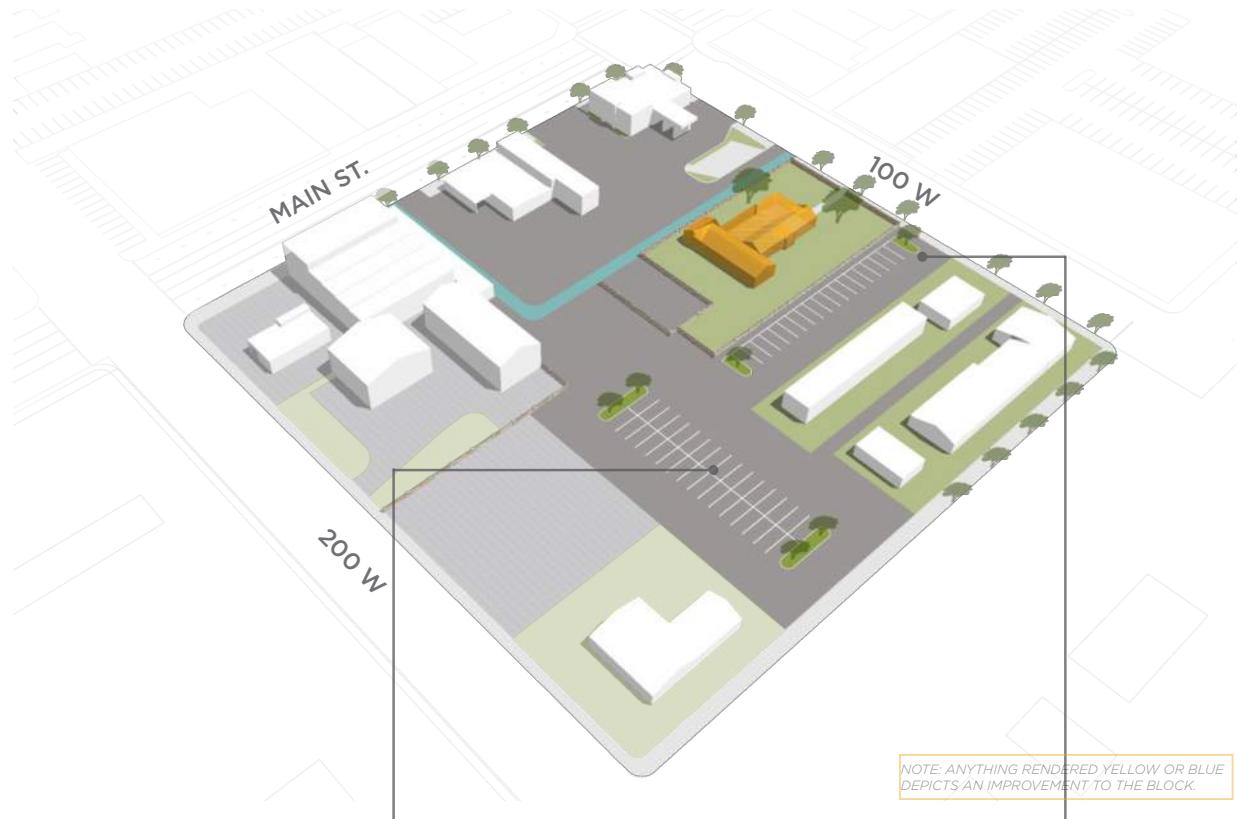 MAIN ST.
100 W
200 W
NOTE: ANYTHING RENDERED YELLOW OR BLUE
DEPICTS AN IMPROVEMENT TO THE BLOCK.